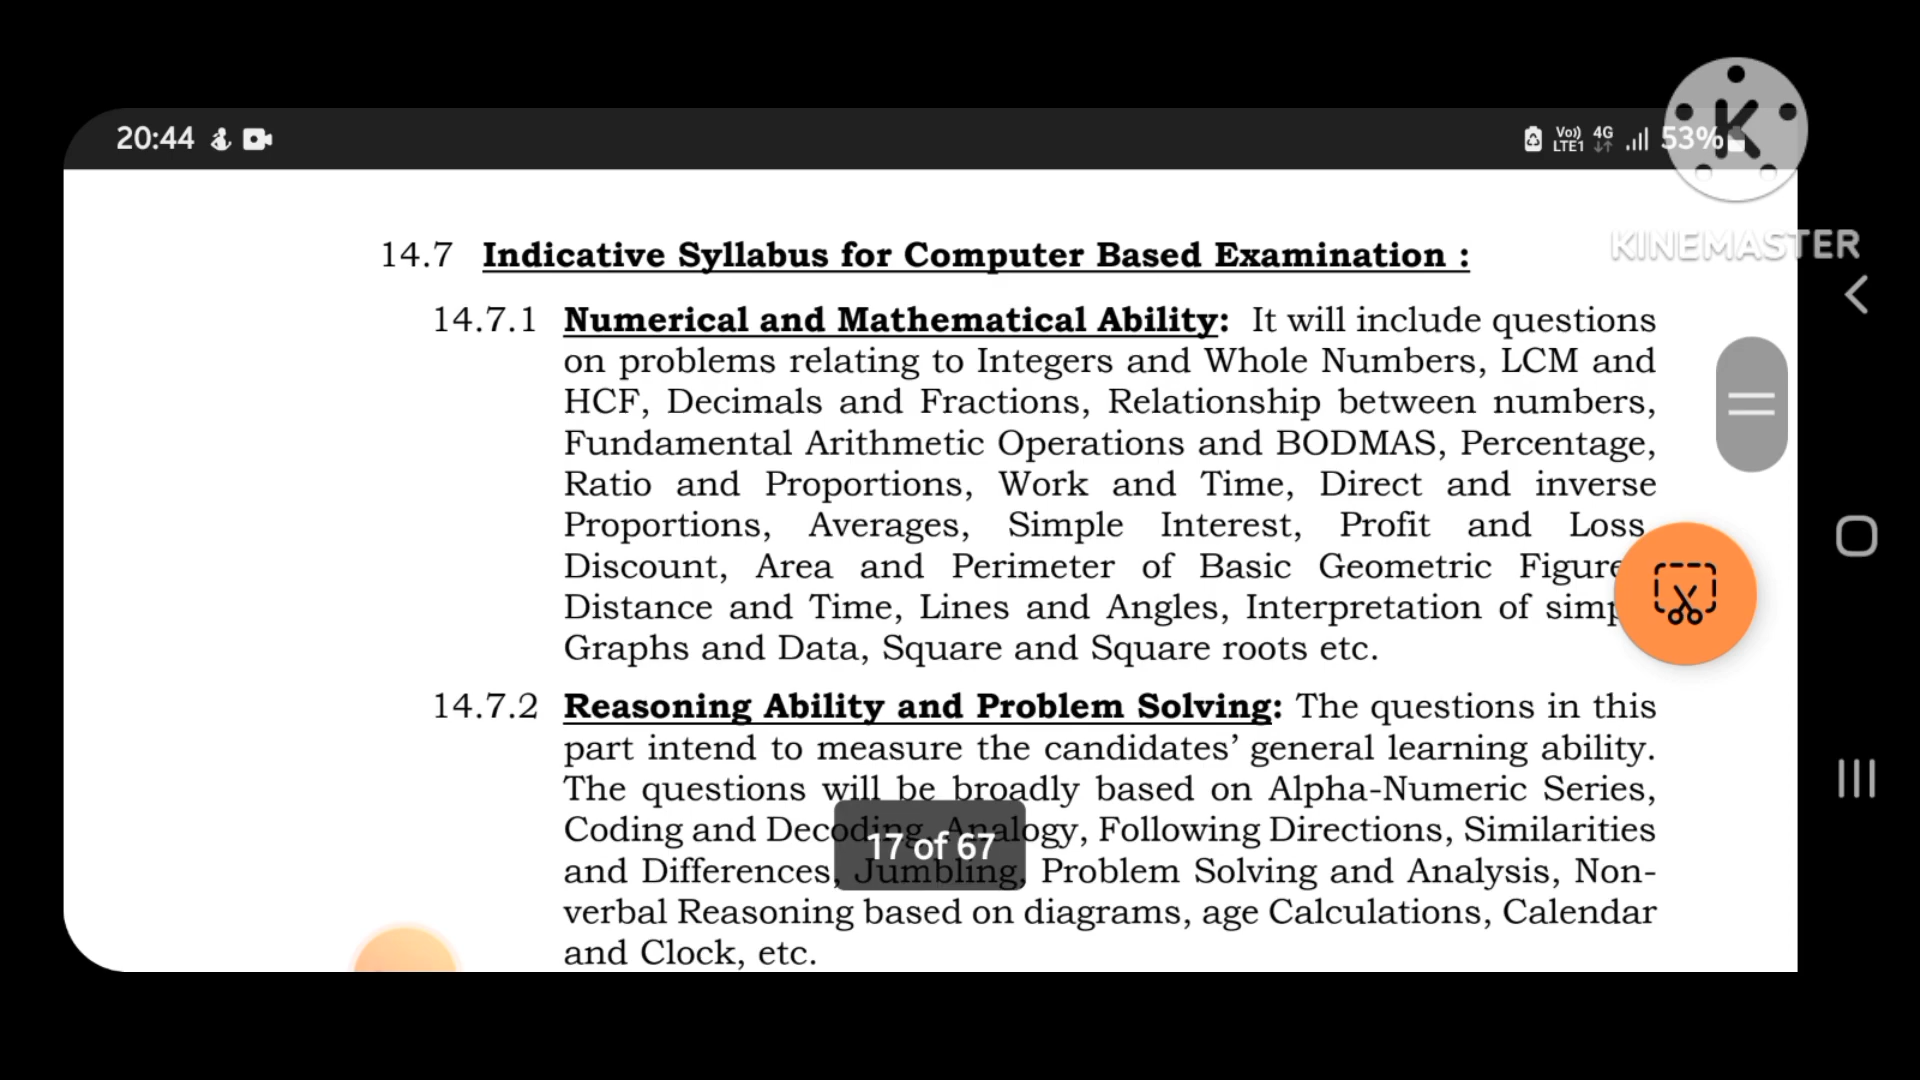 20:44 Vo)) LTE1 4G 53%
K
KINEMASTER
14.7 Indicative Syllabus for Computer Based Examination :
14.7.1 Numerical and Mathematical Ability: It will include questions
on problems relating to Integers and Whole Numbers, LCM and
HCF, Decimals and Fractions, Relationship between numbers,
Fundamental Arithmetic Operations and BODMAS, Percentage,
Ratio and Proportions, Work and Time, Direct and inverse
Proportions, Averages, Simple Interest, Profit and Loss,
Discount, Area and Perimeter of Basic Geometric
Distance and Time, Lines and Angles, Interpretation of
Graphs and Data, Square and Square roots etc.
14.7.2 Reasoning Ability and Problem Solving: The questions in this
part intend to measure the candidates’ general learning ability.
The questions will be broadly based on Alpha-Numeric Series,
Coding and Decoding, Analogy, Following Directions, Similarities
17 of 67
and Differences, Jumbling, Problem Solving and Analysis, Non-
verbal Reasoning based on diagrams, age Calculations, Calendar
and Clock, etc.